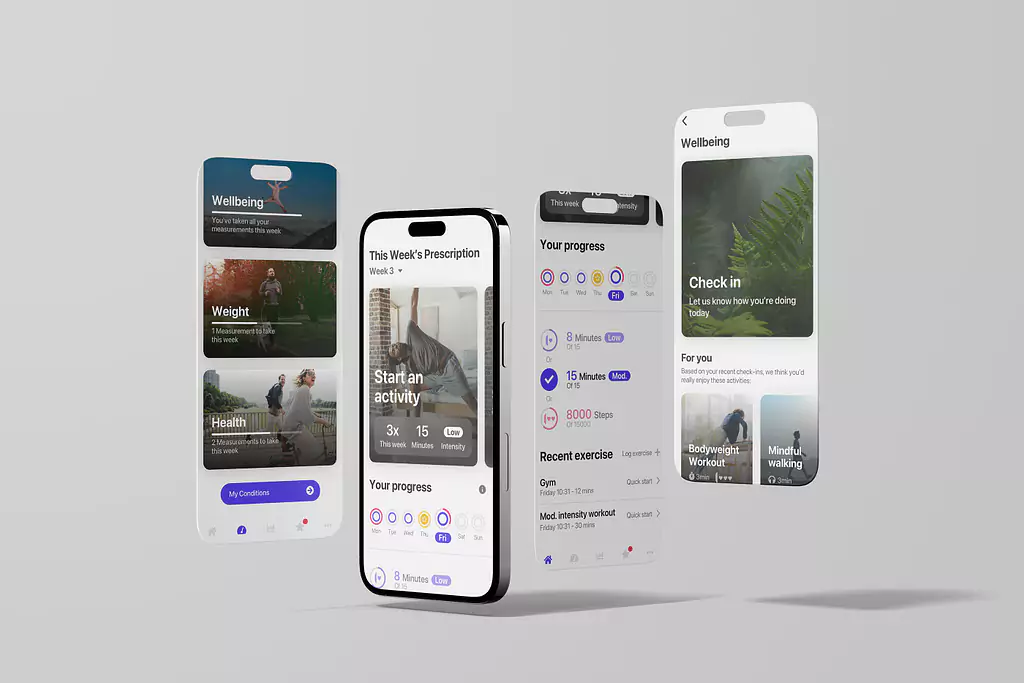 Wellbeing
You've taken all your
measurements this week
Weight
1 Measurement to take
this week
Health
2 Measurements to take
this week
My Conditions
This Week's Prescription
Week 3
Start an
activity
3x
15
Low
This week
Minutes
Intensity
Your progress
Mon
Tue
Wed
Thu
Fri
Sat
Sun
8 Minutes Low
Of 15
3x
15
Low
This week
Intensity
Your progress
Mon
Tue
Wed
Thu
Fri
Sat
Sun
8 Minutes Low
Of 15
Or
15 Minutes Mod.
Of 15
Or
8000 Steps
Of 15000
Recent exercise
Log exercise +
Gym
Quick start
Friday 10:31 - 12 mins
Mod. intensity workout
Quick start
Friday 10:31 - 30 mins
Wellbeing
Check in
Let us know how you're doing
today
For you
Based on your recent check-ins, we think you'd
really enjoy these activities.
Bodyweight
Workout
3min
Mindful
walking
3min